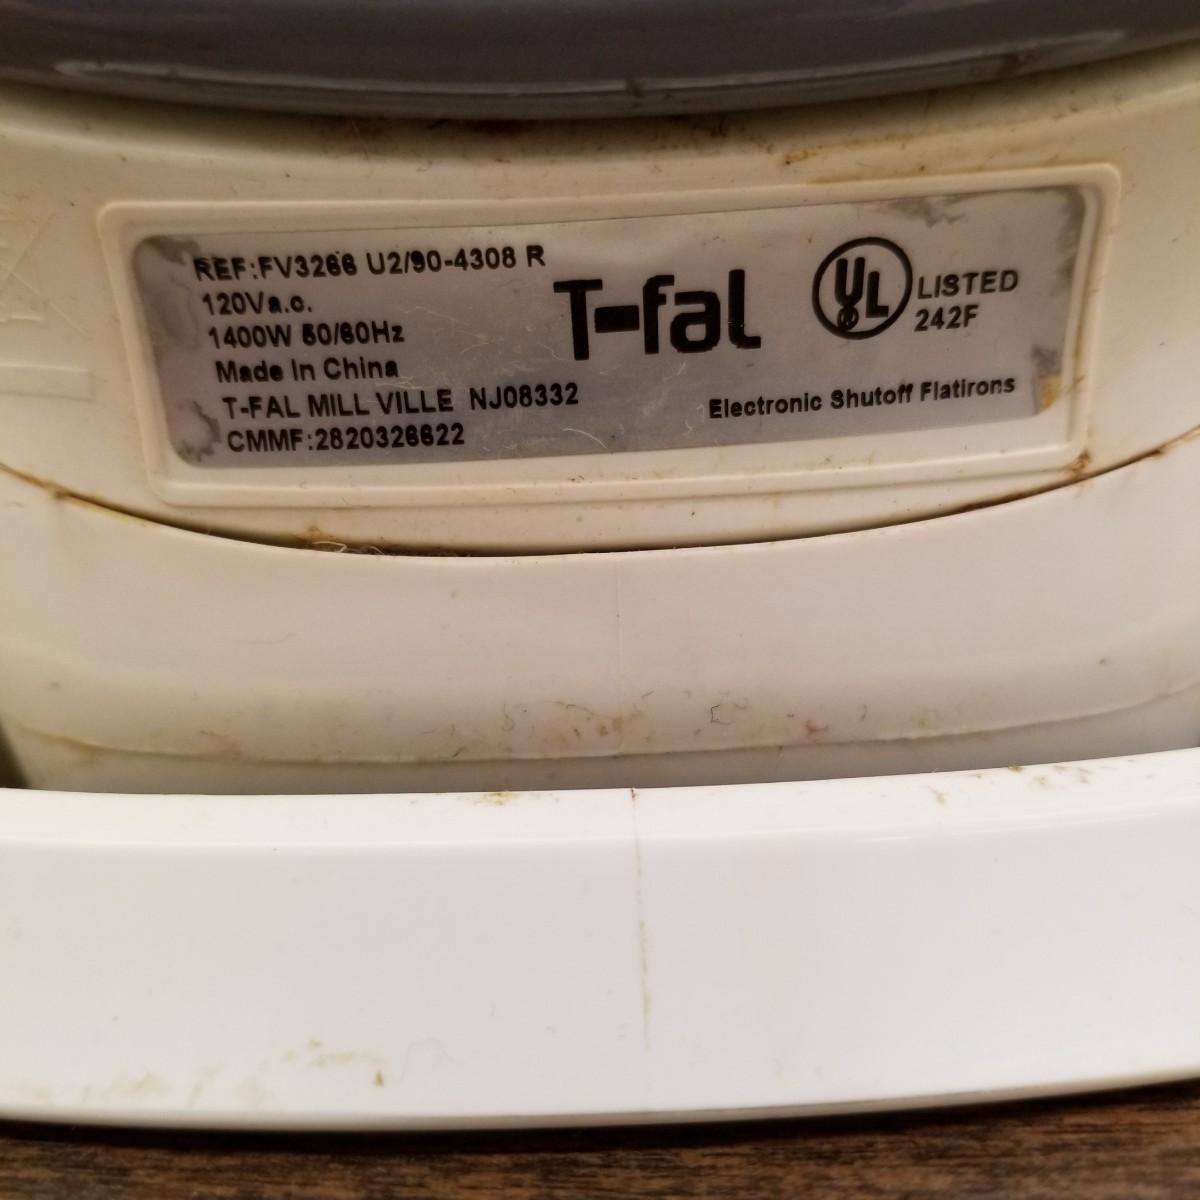 REF:FV3266 U2/90-4308 R
120Va.c.
1400W 50/60Hz
Made In China
T-FAL MILL VILLE NJ08332
CMMF:2820326622
T-fal
UL
LISTED
242F
Electronic Shutoff Flatirons